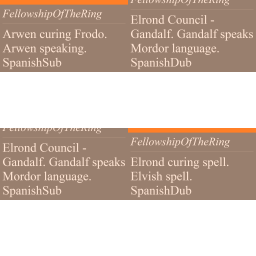 FellowshipOfTheRing
Arwen curing Frodo.
Arwen speaking.
SpanishSub
FellowshipOfTheRing
Elrond Council -
Gandalf. Gandalf speaks
Mordor language.
SpanishDub
FellowshipOfTheRing
Elrond Council -
Gandalf. Gandalf speaks
Mordor language.
SpanishSub
FellowshipOfTheRing
Elrond curing spell.
Elvish spell.
SpanishDub